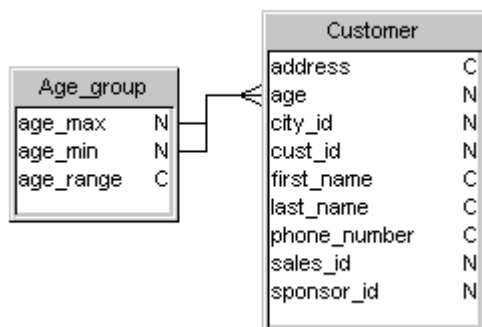 Age_group
age_max N
age_min N
age_range C
Customer
address C
age N
city_id N
cust_id N
first_name C
last_name C
phone_number C
sales_id N
sponsor_id N